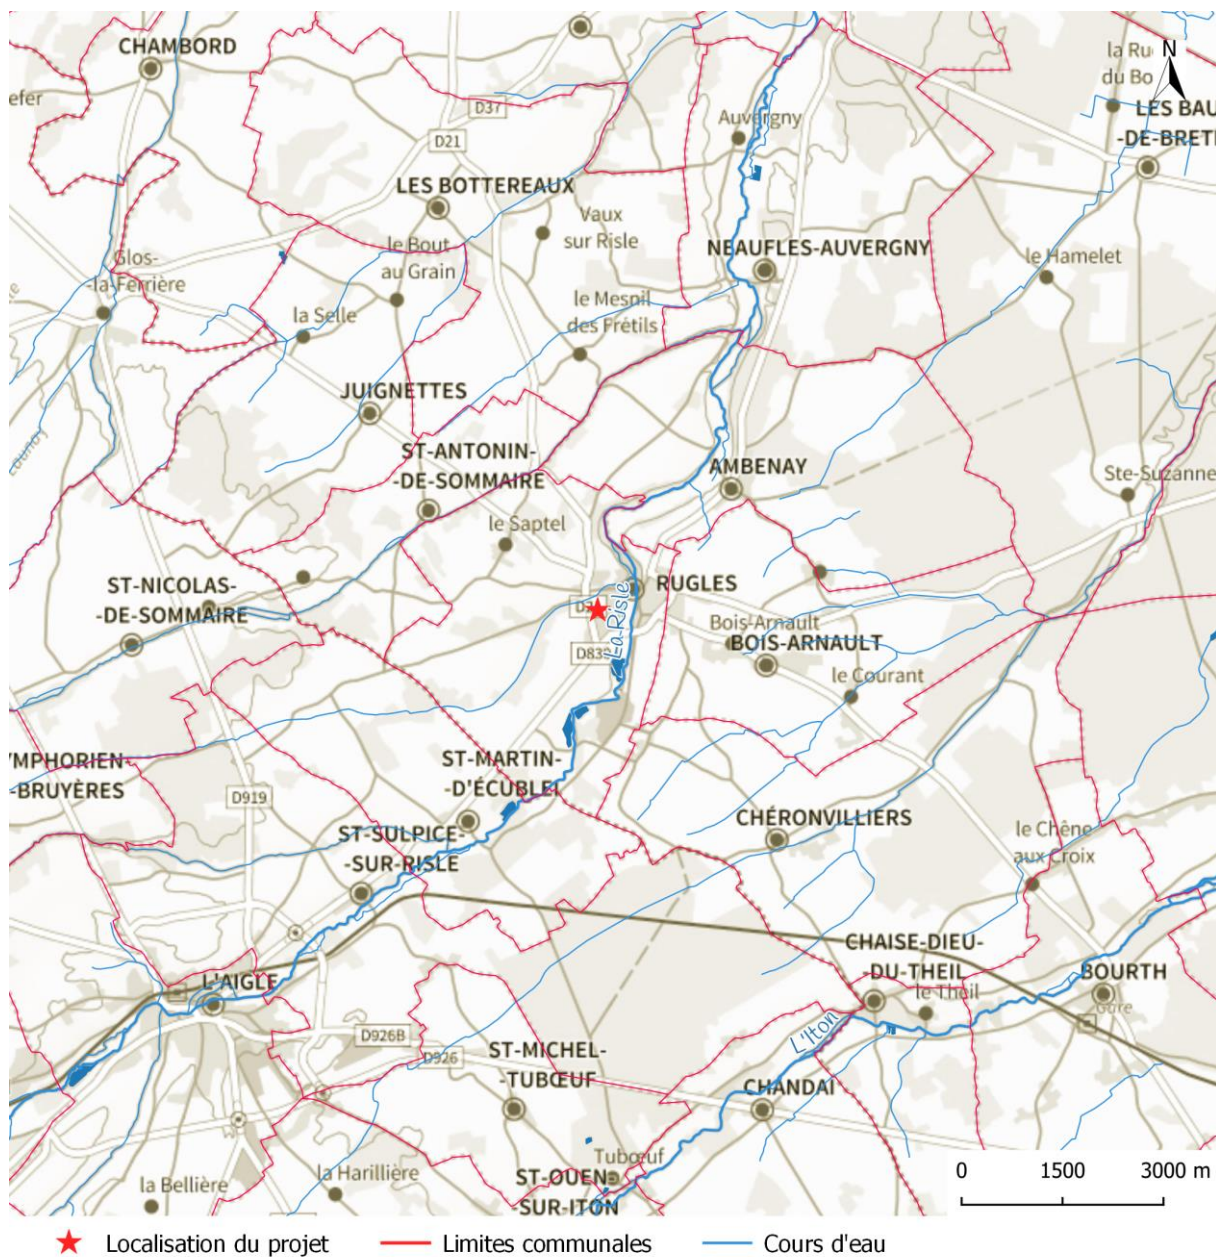 CHAMBORD
N
la Ru
du Bo
efer
D37
LES BAU
-DE-BRET
Auvergny
D21
LES BOTTEREAUX
Vaux
sur Risle
le Bout
au Grain
NEAUFLES-AUVERGNY
Glos-
-la-Ferrière
le Hamelet
la Selle
le Mesnil
des Frétils
JUIGNETTES
ST-ANTONIN-
-DE-SOMMAIRE
AMBENAY
Ste-Suzanne
le Saptel
ST-NICOLAS-
-DE-SOMMAIRE
RUGLES
La Risle
Bois-Arnault
BOIS-ARNAULT
D83
le Courant
YMPHORIEN
-BRUYÈRES
ST-MARTIN-
-D'ÉCUBLEI
D919
CHÉRONVILLIERS
ST-SULPICE-
-SUR-RISLE
le Chêne
aux Croix
CHAISE-DIEU-
-DU-THEIL
L'AIGLE
le Theil
BOURTH
Gare
L'Iton
D926B
D926
ST-MICHEL-
-TUBŒUF
CHANDAI
Tubœuf
la Harillière
la Bellière
ST-OUEN-
-SUR-ITON
0 1500 3000 m
Localisation du projet Limites communales Cours d'eau